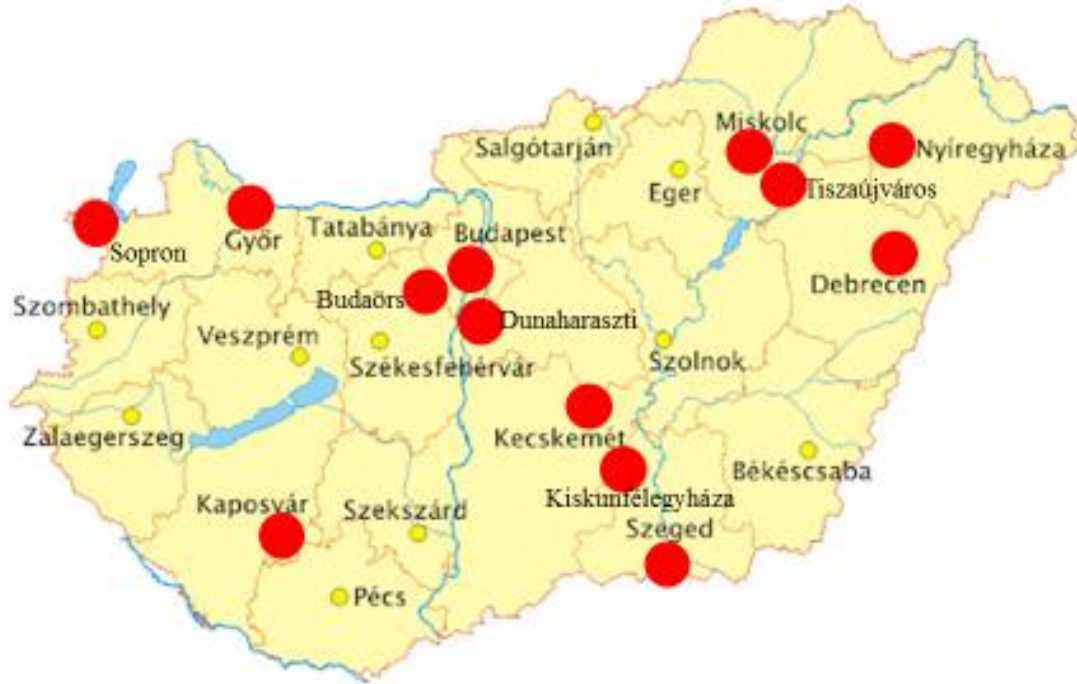 Miskolc
Salgótarján
Nyíregyháza
Eger
Tiszaújváros
Tatabánya
Budapest
Győr
Sopron
Debrecen
Budaörs
Szombathely
Dunaharaszti
Veszprém
Székesfehérvár
Szolnok
Zalaegerszeg
Kecskemét
Békéscsaba
Kiskunfélegyháza
Kaposvár
Szekszárd
Szeged
Pécs